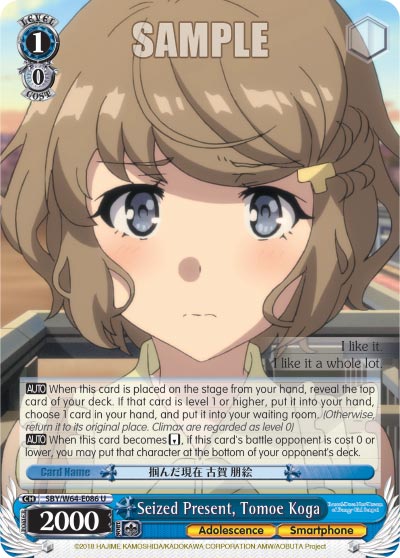 LEVEL
1
0
COST
SAMPLE
I like it.
I like it a whole lot.
AUTO When this card is placed on the stage from your hand, reveal the top
card of your deck. If that card is level 1 or higher, put it into your hand,
choose 1 card in your hand, and put it into your waiting room. (Otherwise,
return it to its original place. Climax are regarded as level 0)
AUTO When this card becomes, if this card's battle opponent is cost 0 or
lower, you may put that character at the bottom of your opponent's deck.
Card Name 掴んだ現在 古賀 朋絵
SBY/W64-E086 U
POWER
2000
Seized Present, Tomoe Koga
Adolescence Smartphone
©2018 HAJIME KAMOSHIDA/KADOKAWA CORPORATION AMW/AOBUTA Project